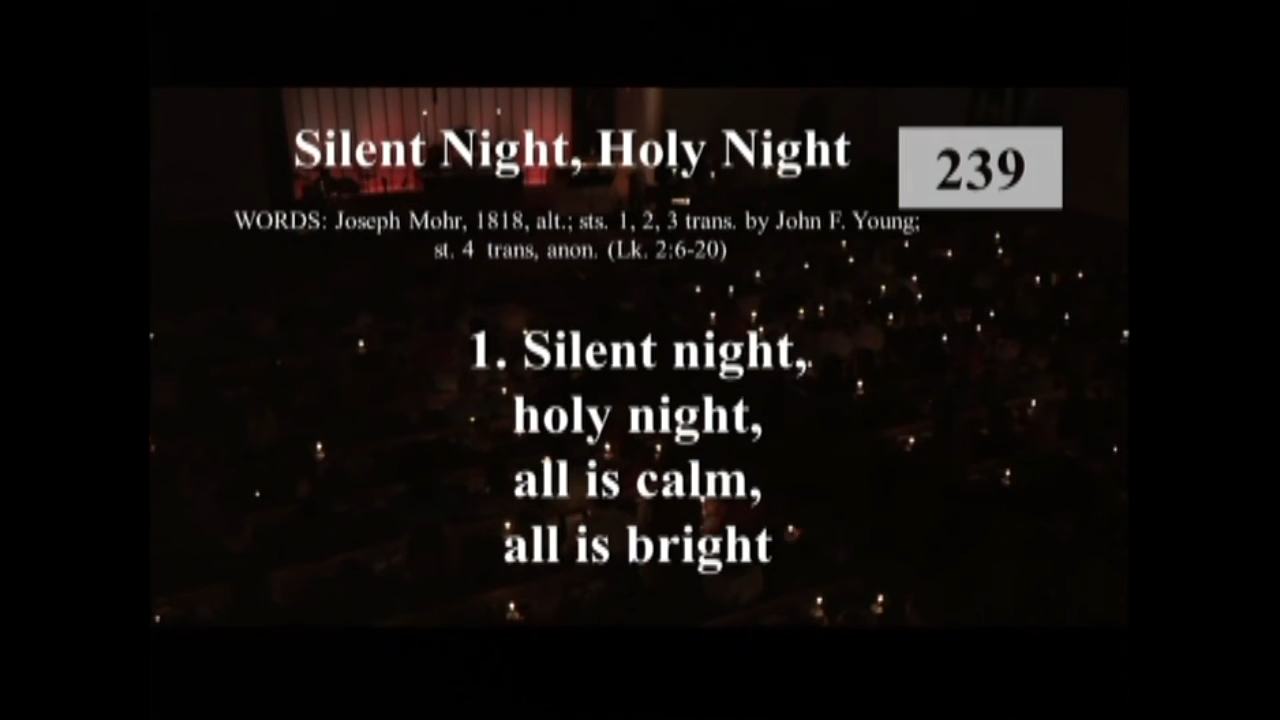 Silent Night, Holy Night
239
WORDS: Joseph Mohr, 1818, alt.; sts. 1, 2, 3 trans. by John F. Young;
st. 4 trans, anon. (Lk. 2:6-20)
1. Silent night,
holy night,
all is calm,
all is bright